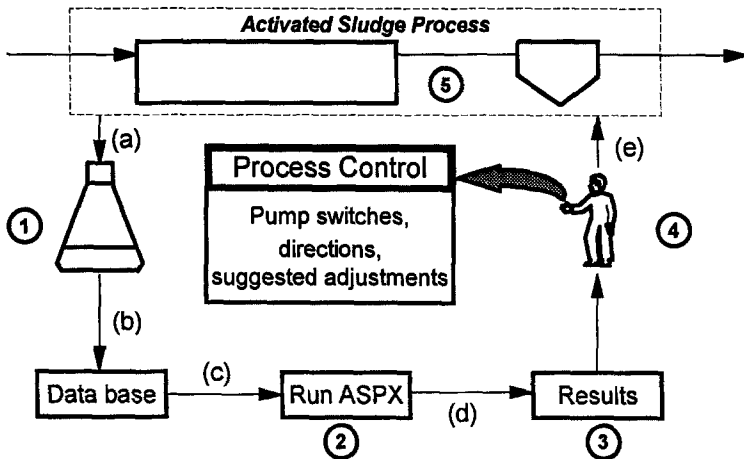 Activated Sludge Process
5
(a)
(e)
Process Control
1
Pump switches,
directions,
suggested adjustments
4
(b)
(c)
Data base
Run ASPX
(d)
Results
2
3